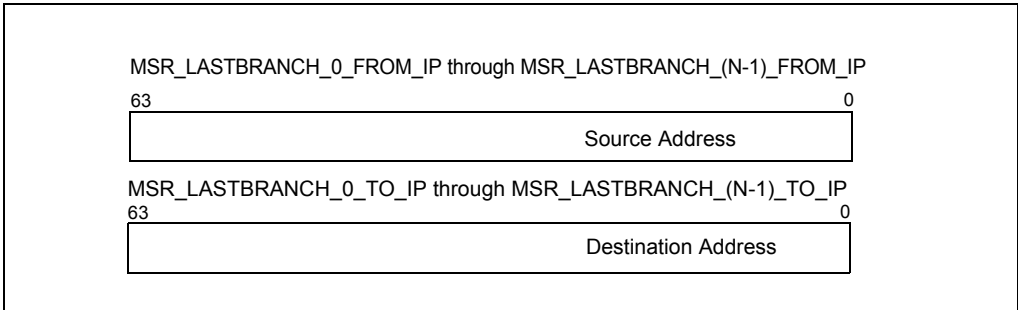 MSR_LASTBRANCH_0_FROM_IP through MSR_LASTBRANCH_(N-1)_FROM_IP
63 0
Source Address
MSR_LASTBRANCH_0_TO_IP through MSR_LASTBRANCH_(N-1)_TO_IP
63 0
Destination Address